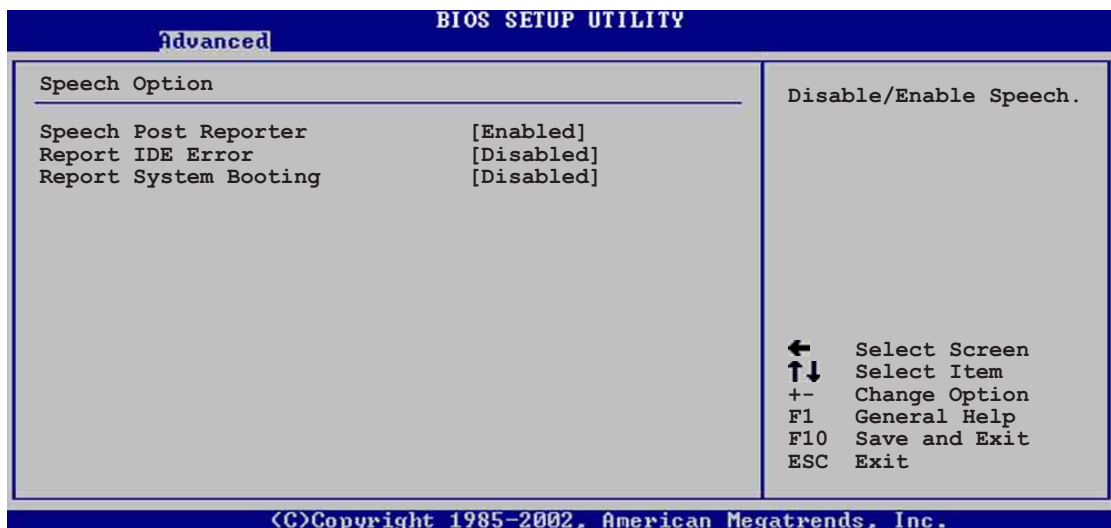 BIOS SETUP UTILITY
Advanced
Speech Option
Speech Post Reporter [Enabled]
Report IDE Error [Disabled]
Report System Booting [Disabled]
Disable/Enable Speech.
← Select Screen
↑↓ Select Item
+- Change Option
F1 General Help
F10 Save and Exit
ESC Exit
(C)Copyright 1985-2002, American Megatrends, Inc.